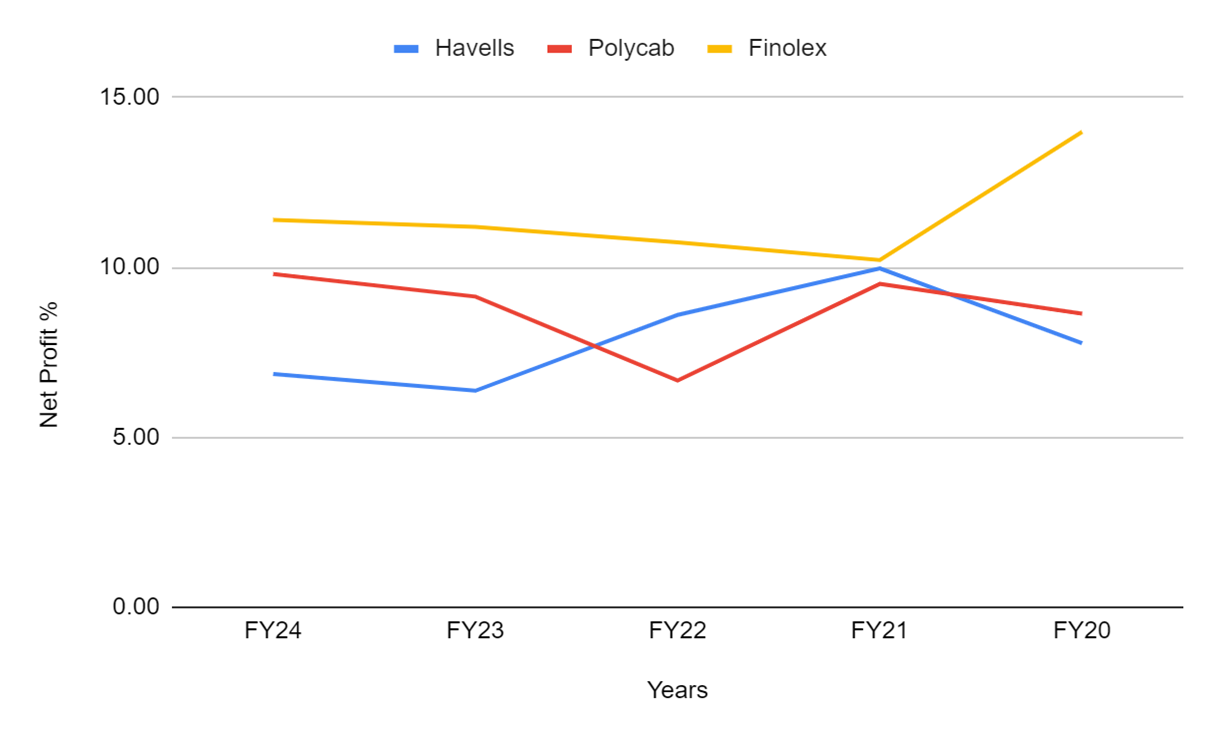 Havells Polycab Finolex
15.00
10.00
5.00
0.00
Net Profit %
FY24 FY23 FY22 FY21 FY20
Years